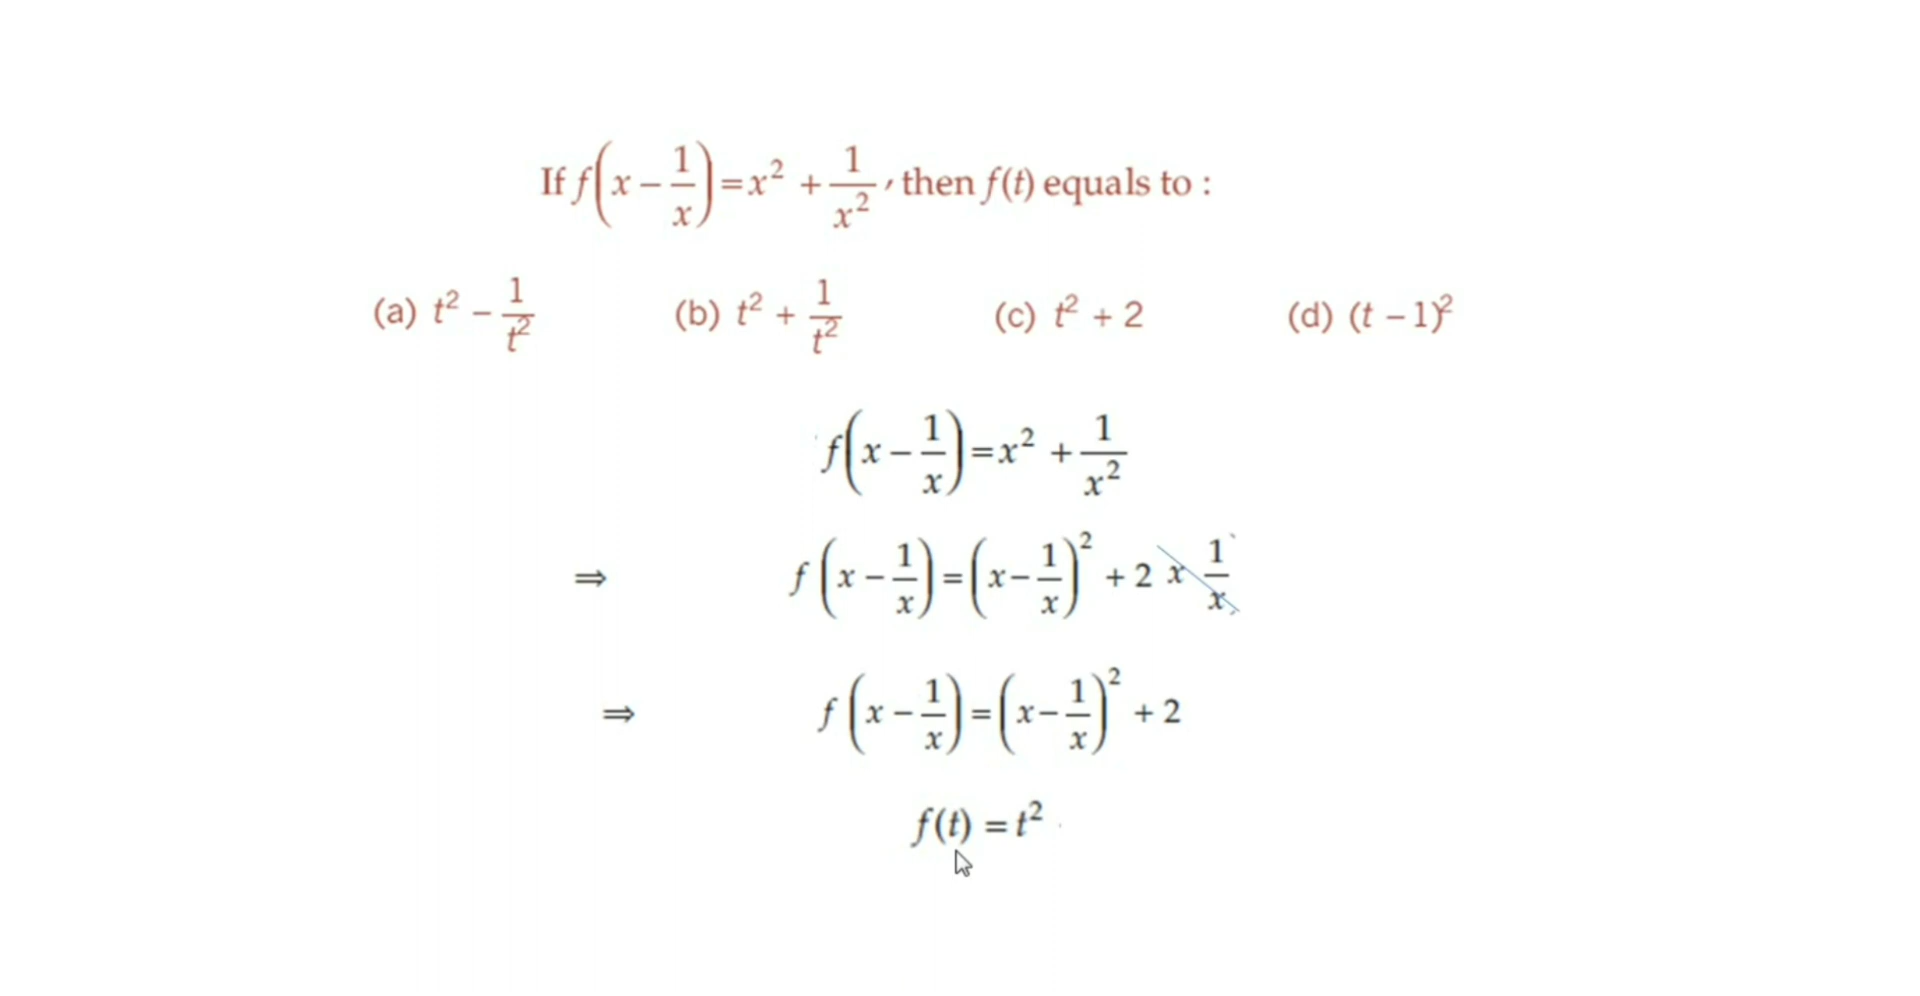 If f(x − 1/x) = x² + 1/x², then f(t) equals to :
(a) t² − 1/t² (b) t² + 1/t² (c) t² + 2 (d) (t − 1)²
f(x − 1/x) = x² + 1/x²
⇒ f(x − 1/x) = (x − 1/x)² + 2 x 1/x
⇒ f(x − 1/x) = (x − 1/x)² + 2
f(t) = t²